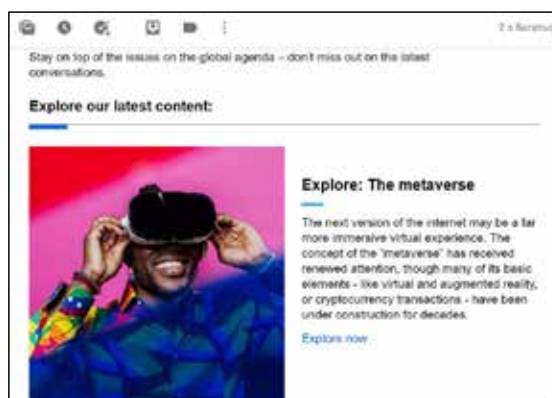 Stay on top of the issues on the global agenda – don't miss out on the latest
conversations.
Explore our latest content:
Explore: The metaverse
The next version of the internet may be a far
more immersive virtual experience. The
concept of the "metaverse" has received
renewed attention, though many of its basic
elements - like virtual and augmented reality,
or cryptocurrency transactions - have been
under construction for decades.
Explore now